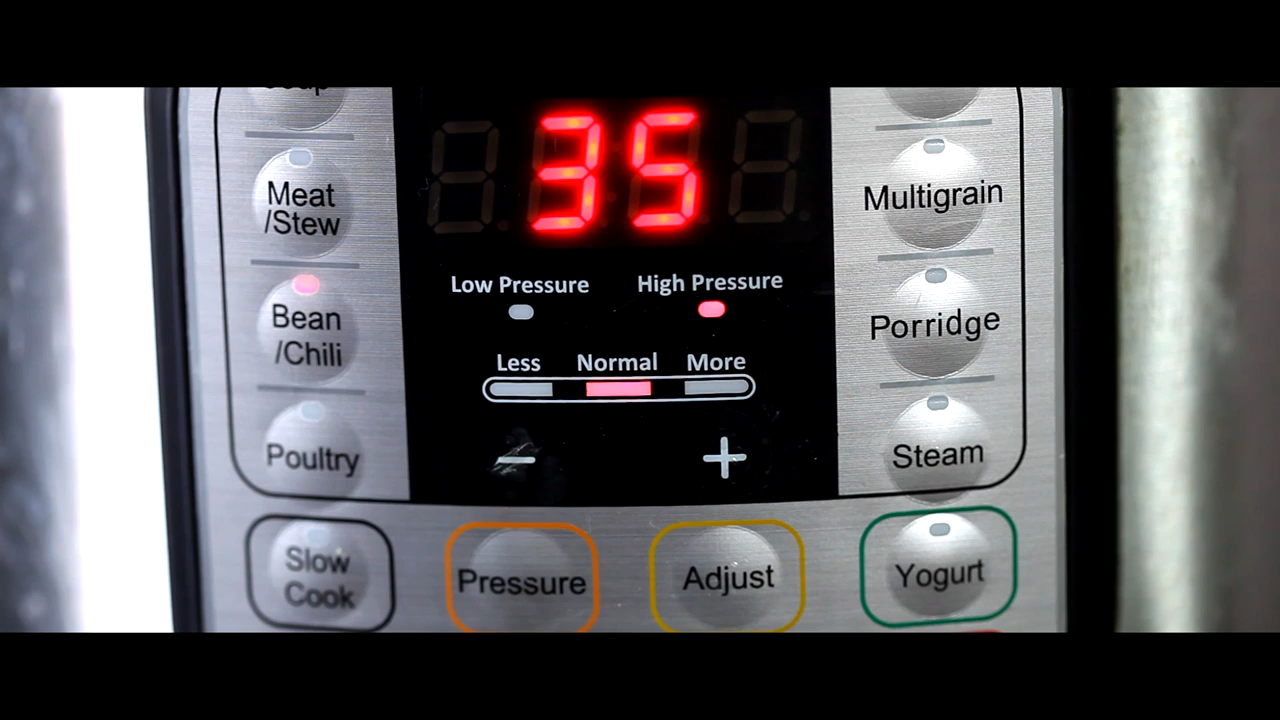 35
Meat
/Stew
Multigrain
Low Pressure
High Pressure
Bean
/Chili
Porridge
Less
Normal
More
−
+
Poultry
Steam
Slow
Cook
Pressure
Adjust
Yogurt